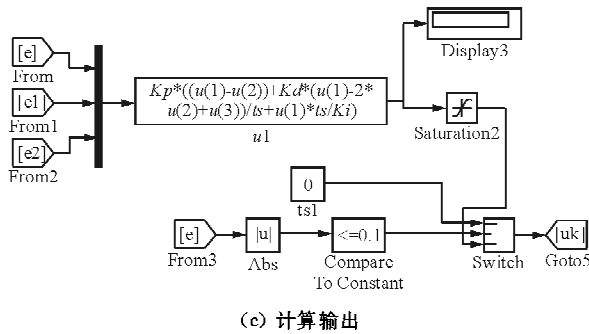 [e]
From
[e1]
From1
[e2]
From2
Kp*((u(1)-u(2))+Kd*(u(1)-2*
u(2)+u(3))/ts+u(1)*ts/Ki)
u1
Display3
Saturation2
0
ts1
[e]
From3
|u|
Abs
<=0.1
Compare
To Constant
Switch
[uk]
Goto5
(c) 计算输出